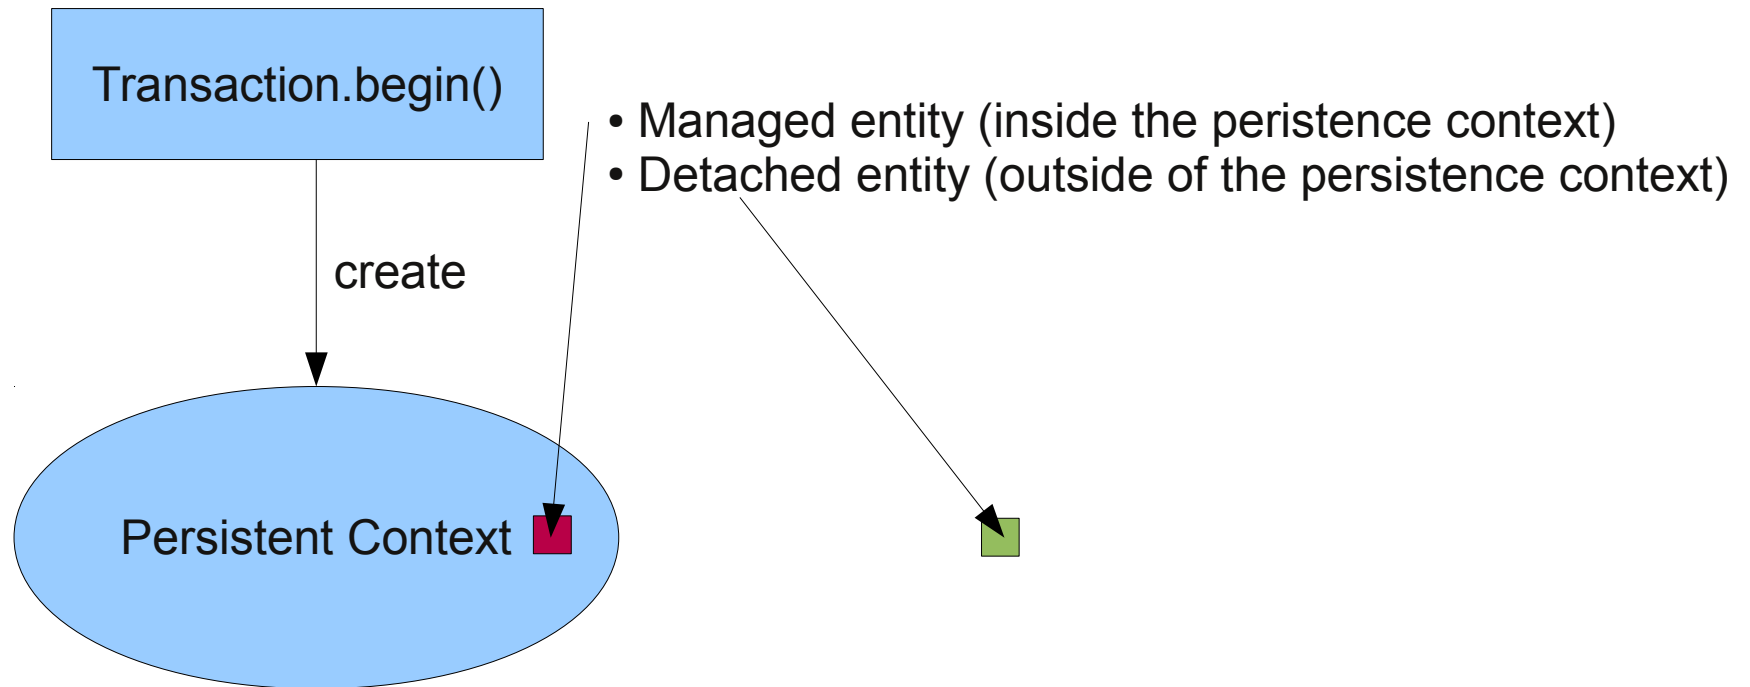 Transaction.begin()
• Managed entity (inside the peristence context)
• Detached entity (outside of the persistence context)
create
Persistent Context